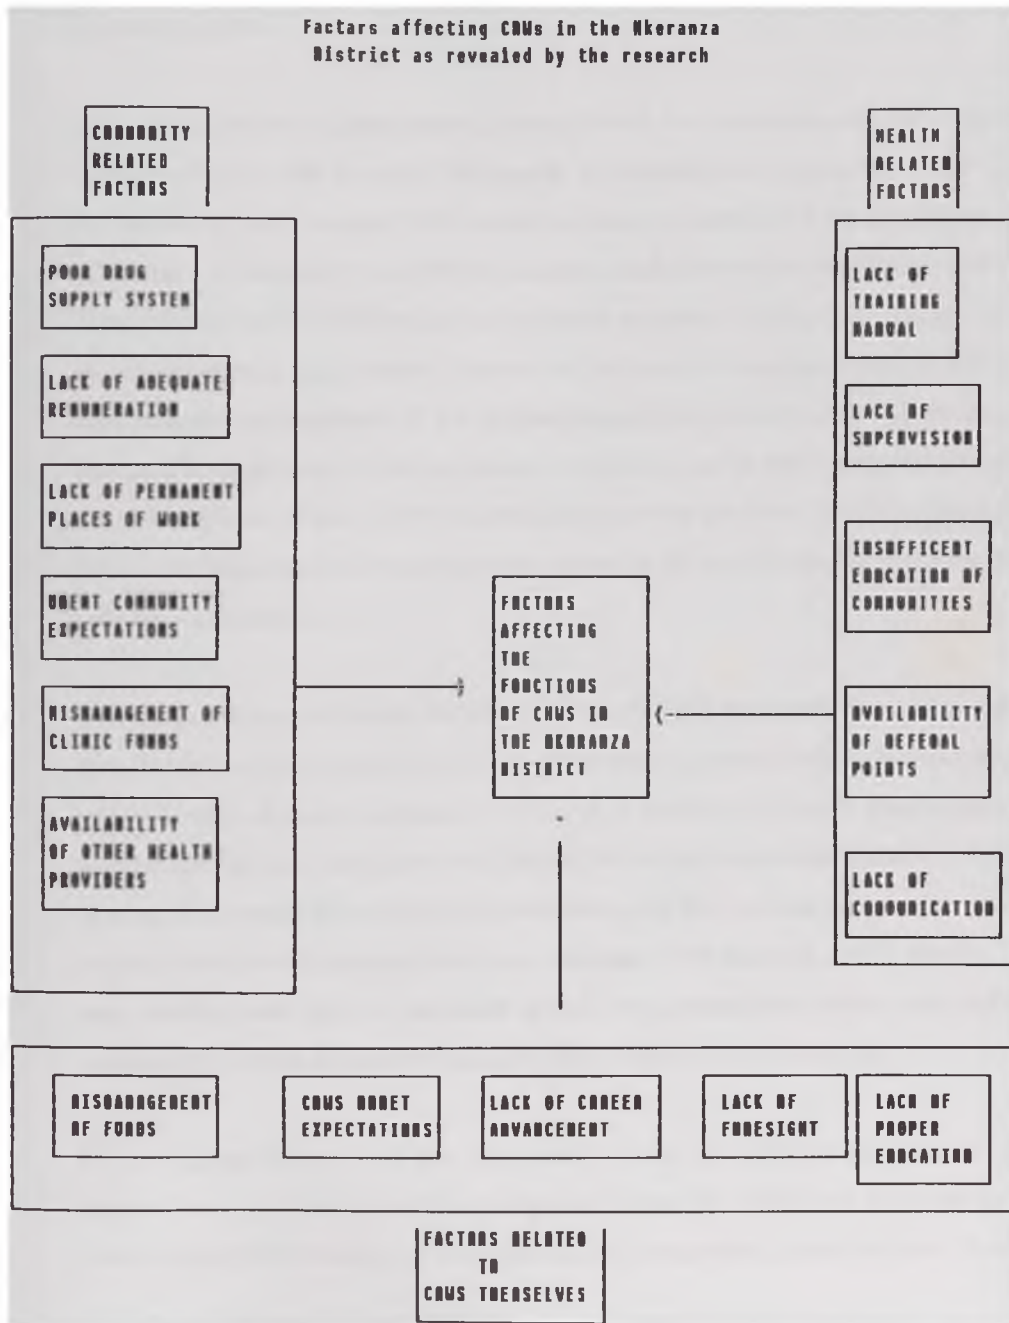 Factars affecting CHWs in the Nkeranza
District as revealed by the research
COMMUNITY
RELATED
FACTORS
HEALTH
RELATED
FACTORS
POOR DRUG
SUPPLY SYSTEM
LACK OF ADEQUATE
REMUNERATION
LACK OF PERMANENT
PLACES OF WORK
UMENT COMMUNITY
EXPECTATIONS
MISMANAGEMENT OF
CLINIC FUNDS
AVAILABILITY
OF OTHER HEALTH
PROVIDERS
FACTORS
AFFECTING
THE
FUNCTIONS
OF CHWS IN
THE NKORANZA
DISTRICT
LACK OF
TRAINING
MANUAL
LACK OF
SUPERVISION
INSUFFICENT
EDUCATION OF
COMMUNITIES
AVAILABILITY
OF REFERAL
POINTS
LACK OF
COMMUNICATION
MISMANAGEMENT
OF FUNDS
CHWS UNMET
EXPECTATIONS
LACK OF CAREER
ADVANCEMENT
LACK OF
FORESIGHT
LACK OF
PROPER
EDUCATION
FACTORS RELATED
TO
CHWS THEMSELVES